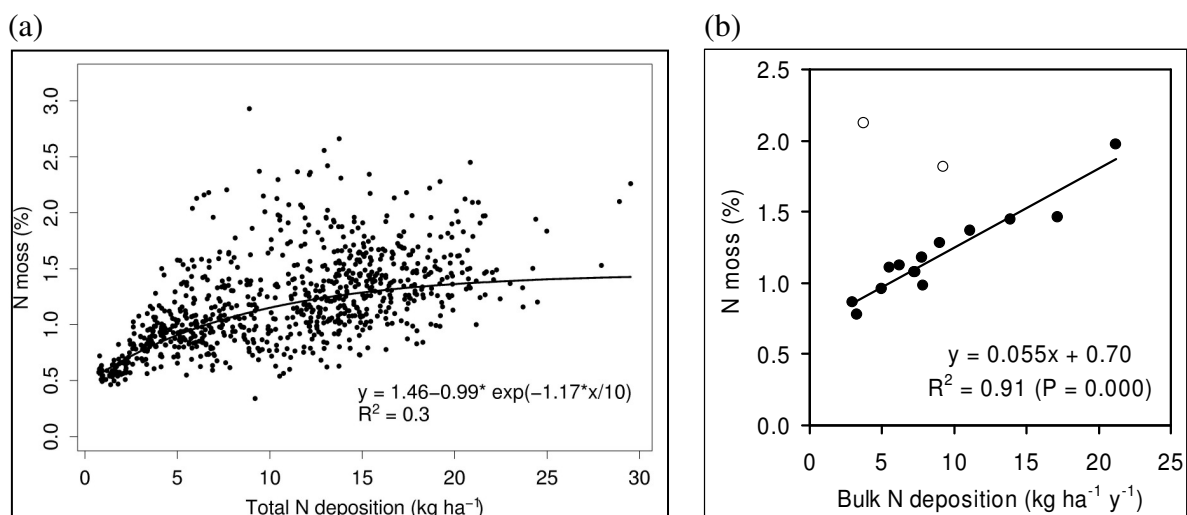 (a)
N moss (%)
3.0
2.5
2.0
1.5
1.0
0.5
0.0
y = 1.46−0.99* exp(−1.17*x/10)
R² = 0.3
0 5 10 15 20 25 30
Total N deposition (kg ha⁻¹)
(b)
N moss (%)
2.5
2.0
1.5
1.0
0.5
0.0
y = 0.055x + 0.70
R² = 0.91 (P = 0.000)
0 5 10 15 20 25
Bulk N deposition (kg ha⁻¹ y⁻¹)